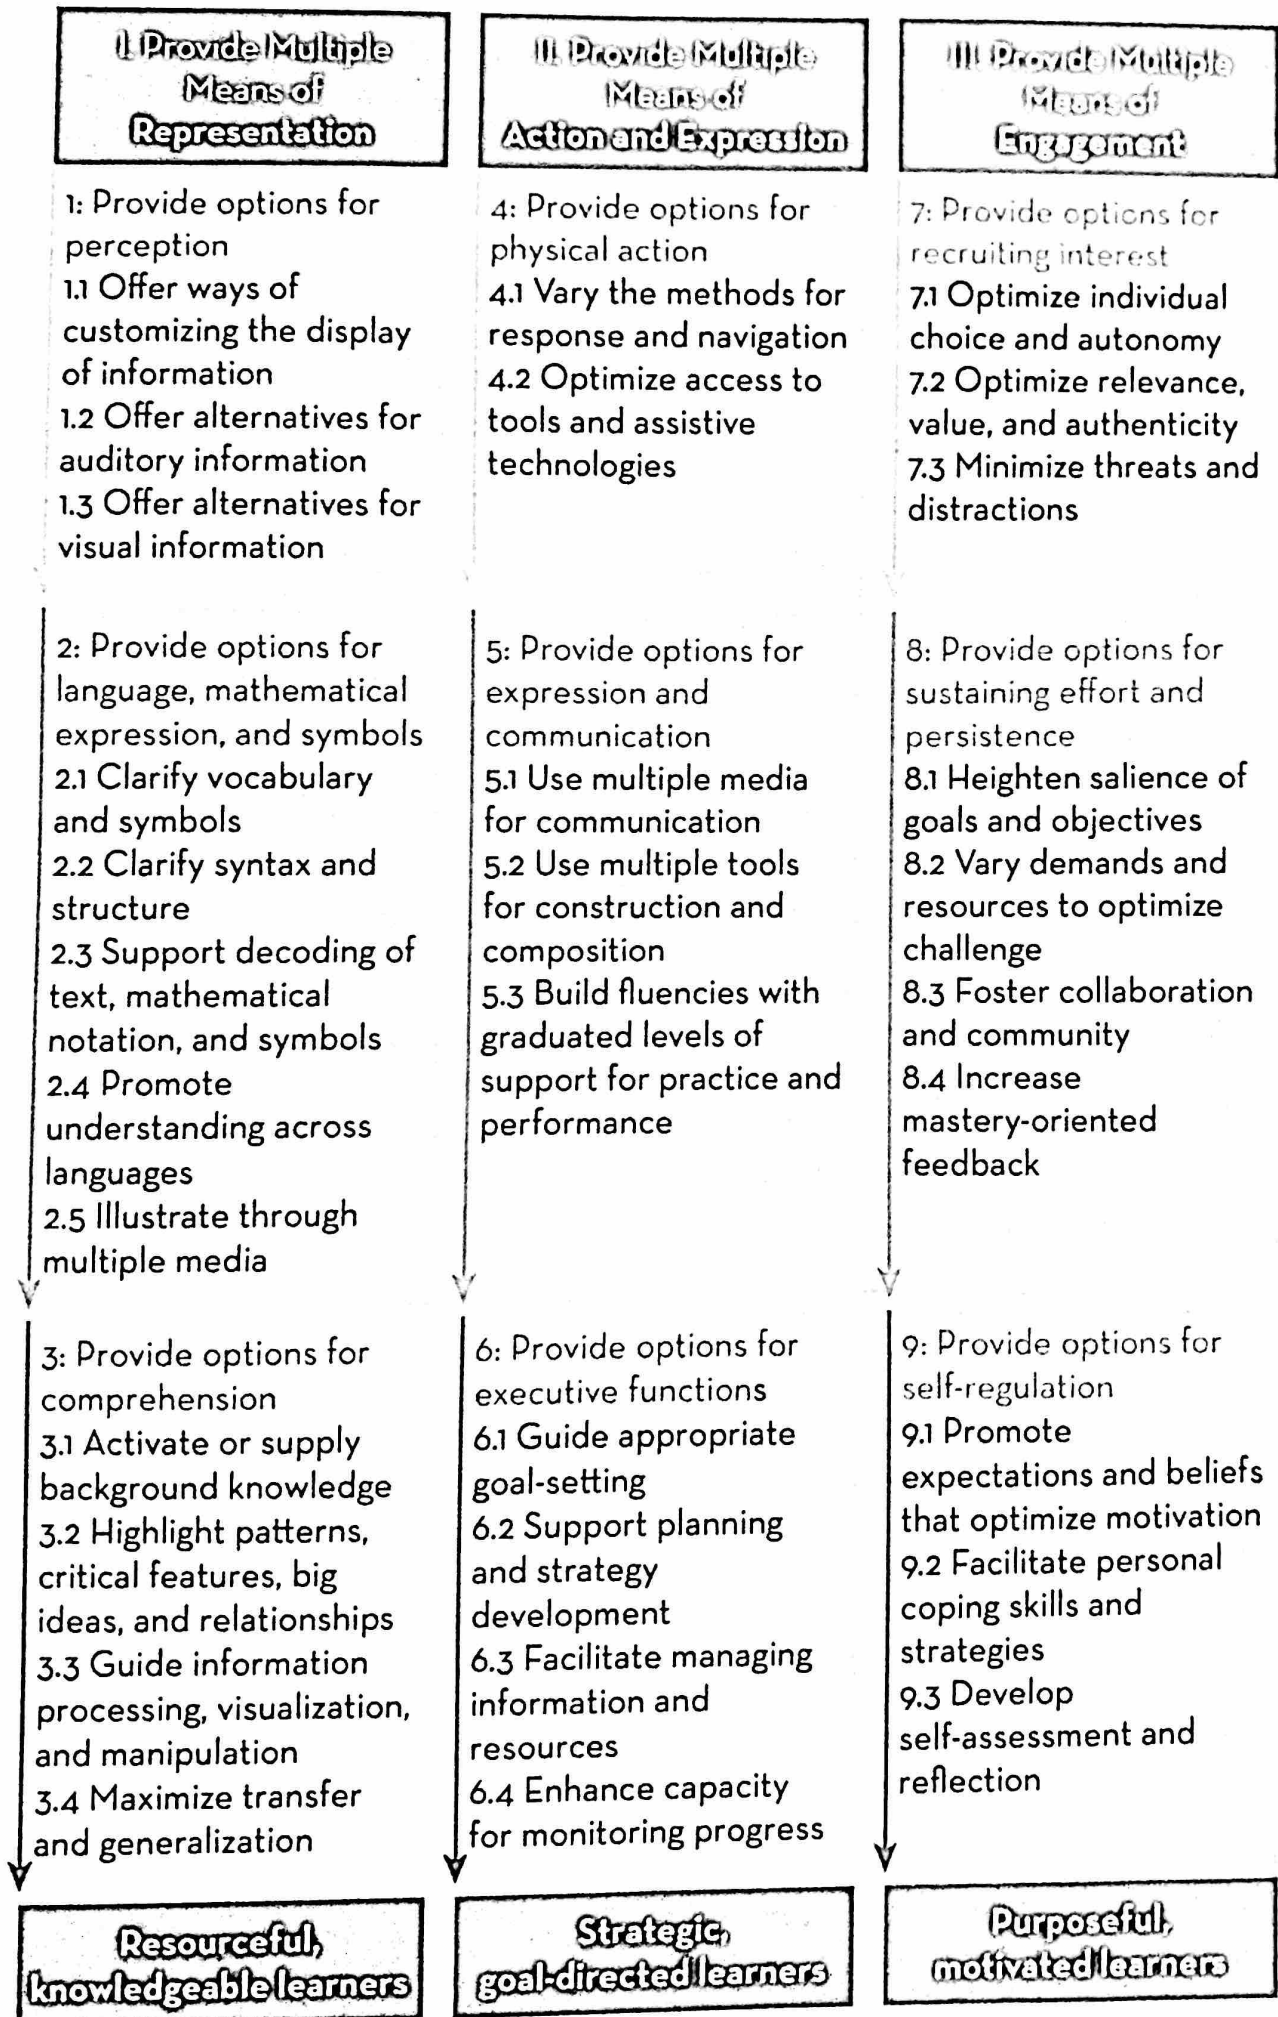 I. Provide Multiple
Means of
Representation
1: Provide options for
perception
1.1 Offer ways of
customizing the display
of information
1.2 Offer alternatives for
auditory information
1.3 Offer alternatives for
visual information
2: Provide options for
language, mathematical
expression, and symbols
2.1 Clarify vocabulary
and symbols
2.2 Clarify syntax and
structure
2.3 Support decoding of
text, mathematical
notation, and symbols
2.4 Promote
understanding across
languages
2.5 Illustrate through
multiple media
3: Provide options for
comprehension
3.1 Activate or supply
background knowledge
3.2 Highlight patterns,
critical features, big
ideas, and relationships
3.3 Guide information
processing, visualization,
and manipulation
3.4 Maximize transfer
and generalization
Resourceful,
knowledgeable learners
II. Provide Multiple
Means of
Action and Expression
4: Provide options for
physical action
4.1 Vary the methods for
response and navigation
4.2 Optimize access to
tools and assistive
technologies
5: Provide options for
expression and
communication
5.1 Use multiple media
for communication
5.2 Use multiple tools
for construction and
composition
5.3 Build fluencies with
graduated levels of
support for practice and
performance
6: Provide options for
executive functions
6.1 Guide appropriate
goal-setting
6.2 Support planning
and strategy
development
6.3 Facilitate managing
information and
resources
6.4 Enhance capacity
for monitoring progress
Strategic,
goal-directed learners
III. Provide Multiple
Means of
Engagement
7: Provide options for
recruiting interest
7.1 Optimize individual
choice and autonomy
7.2 Optimize relevance,
value, and authenticity
7.3 Minimize threats and
distractions
8: Provide options for
sustaining effort and
persistence
8.1 Heighten salience of
goals and objectives
8.2 Vary demands and
resources to optimize
challenge
8.3 Foster collaboration
and community
8.4 Increase
mastery-oriented
feedback
9: Provide options for
self-regulation
9.1 Promote
expectations and beliefs
that optimize motivation
9.2 Facilitate personal
coping skills and
strategies
9.3 Develop
self-assessment and
reflection
Purposeful,
motivated learners